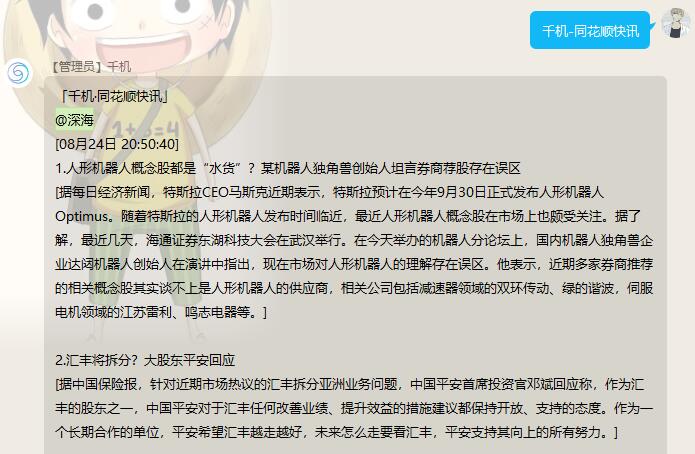 千机-同花顺快讯
【管理员】千机
「千机·同花顺快讯」
@深海
[08月24日 20:50:40]
1.人形机器人概念股都是“水货”？某机器人独角兽创始人坦言券商荐股存在误区
[据每日经济新闻，特斯拉CEO马斯克近期表示，特斯拉预计在今年9月30日正式发布人形机器人
Optimus。随着特斯拉的人形机器人发布时间临近，最近人形机器人概念股在市场上也颇受关注。据了
解，最近几天，海通证券东湖科技大会在武汉举行。在今天举办的机器人分论坛上，国内机器人独角兽企
业达闼机器人创始人在演讲中指出，现在市场对人形机器人的理解存在误区。他表示，近期多家券商推荐
的相关概念股其实谈不上是人形机器人的供应商，相关公司包括减速器领域的双环传动、绿的谐波，伺服
电机领域的江苏雷利、鸣志电器等。]
2.汇丰将拆分？大股东平安回应
[据中国保险报，针对近期市场热议的汇丰拆分亚洲业务问题，中国平安首席投资官邓斌回应称，作为汇
丰的股东之一，中国平安对于汇丰任何改善业绩、提升效益的措施建议都保持开放、支持的态度。作为一
个长期合作的单位，平安希望汇丰越走越好，未来怎么走要看汇丰，平安支持其向上的所有努力。]
1+3=4